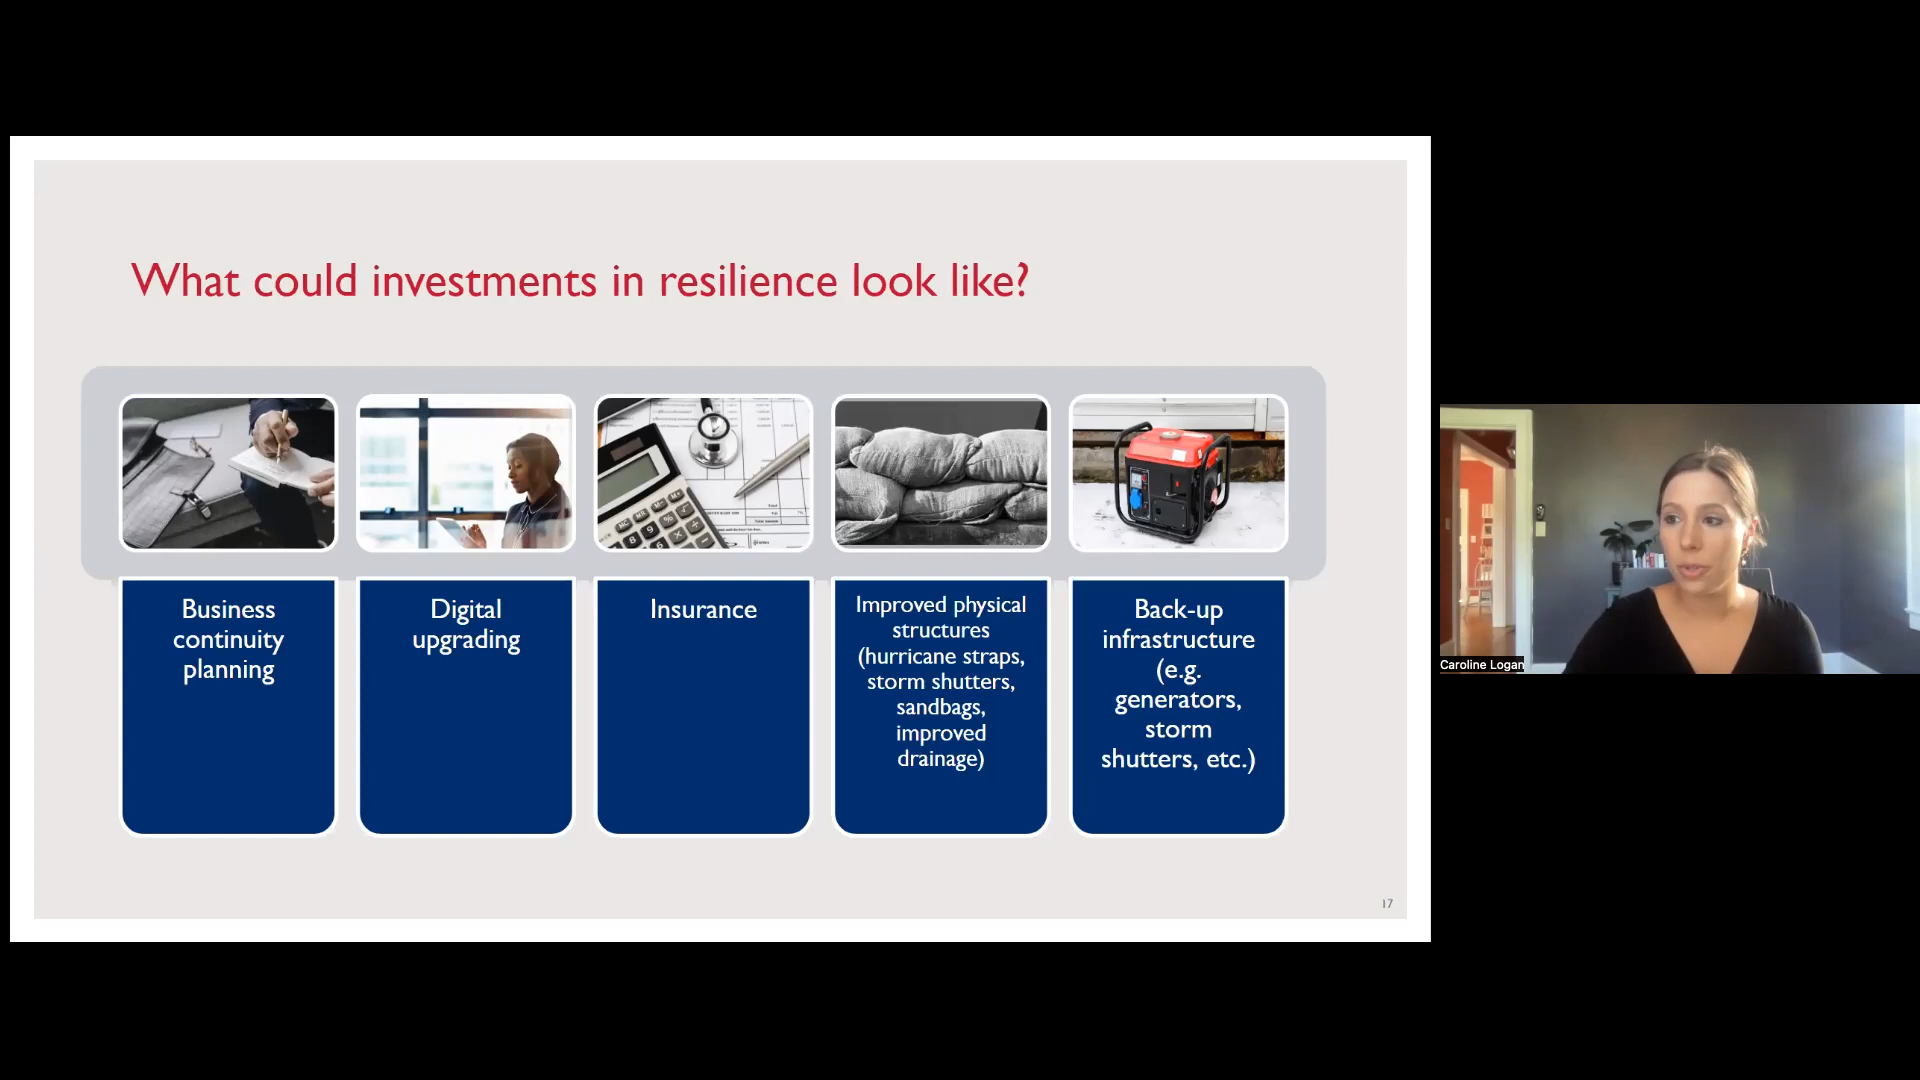 What could investments in resilience look like?
Business
continuity
planning
Digital
upgrading
Insurance
Improved physical
structures
(hurricane straps,
storm shutters,
sandbags,
improved
drainage)
Back-up
infrastructure
(e.g.
generators,
storm
shutters, etc.)
17
Caroline Logan